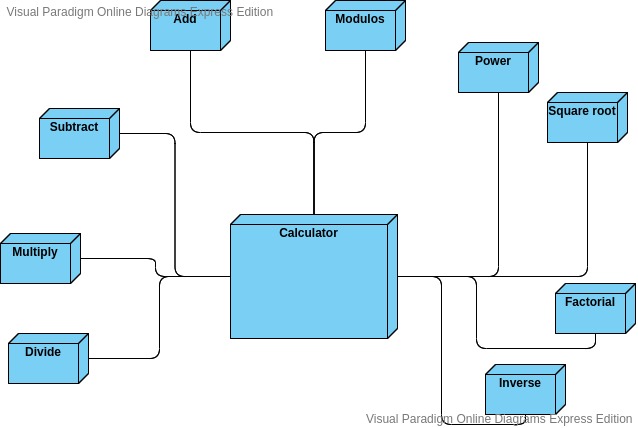 Visual Paradigm Online Diagrams Express Edition
Add
Modulos
Power
Square root
Subtract
Calculator
Multiply
Factorial
Divide
Inverse
Visual Paradigm Online Diagrams Express Edition